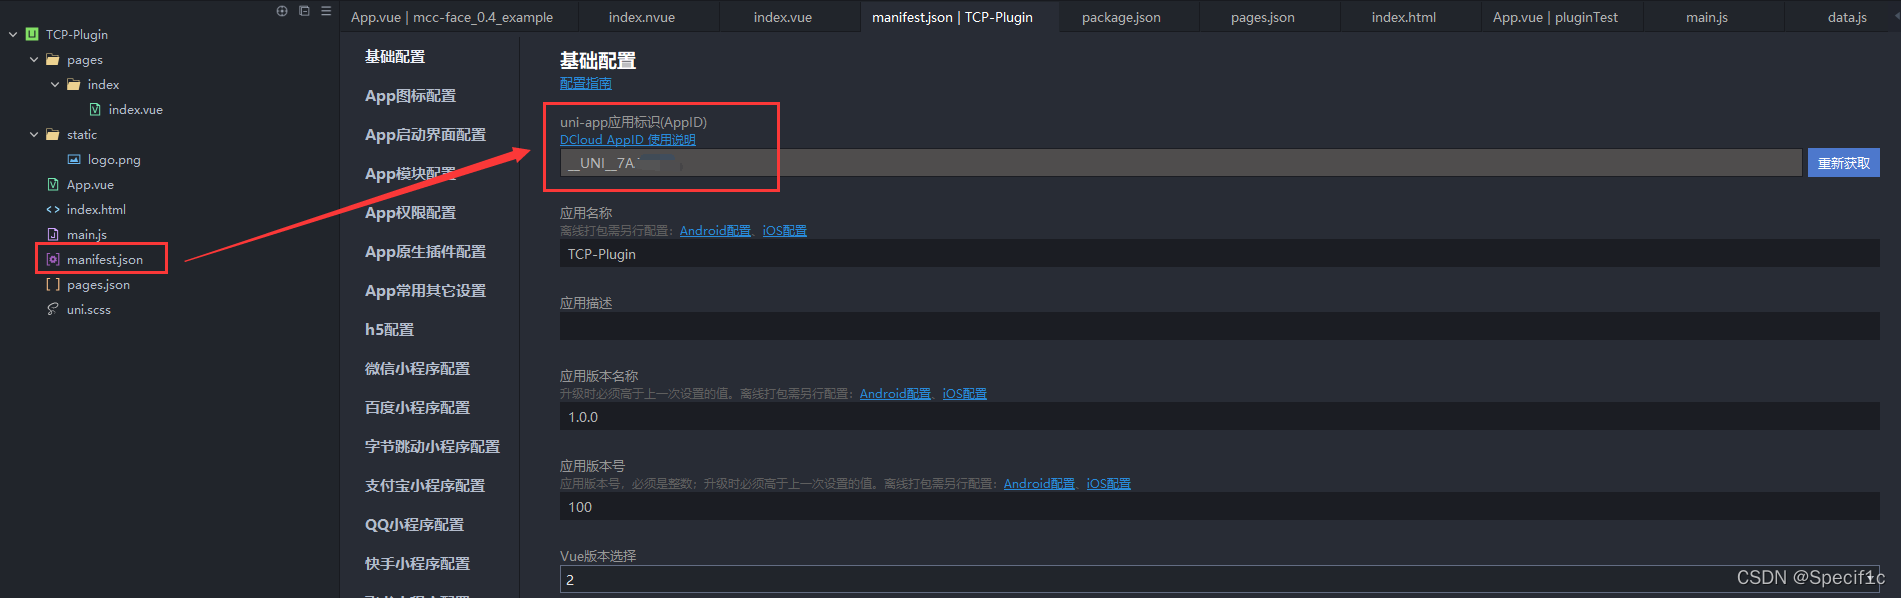 App.vue | mcc-face_0.4_example
index.nvue
index.vue
manifest.json | TCP-Plugin
package.json
pages.json
index.html
App.vue | pluginTest
main.js
data.js
TCP-Plugin
pages
index
index.vue
static
logo.png
App.vue
index.html
main.js
manifest.json
pages.json
uni.scss
基础配置
App图标配置
App启动界面配置
App模块配置
App权限配置
App原生插件配置
App常用其它设置
h5配置
微信小程序配置
百度小程序配置
字节跳动小程序配置
支付宝小程序配置
QQ小程序配置
快手小程序配置
基础配置
配置指南
uni-app应用标识(AppID)
DCloud AppID 使用说明
__UNI__7A
重新获取
应用名称
离线打包需另行配置：Android配置、iOS配置
TCP-Plugin
应用描述
应用版本名称
升级时必须高于上一次设置的值。离线打包需另行配置：Android配置、iOS配置
1.0.0
应用版本号
应用版本号，必须是整数；升级时必须高于上一次设置的值。离线打包需另行配置：Android配置、iOS配置
100
Vue版本选择
2
CSDN @Specif1c